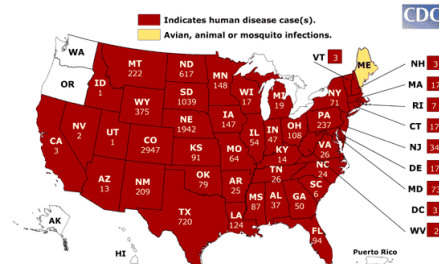 Indicates human disease case(s).
Avian, animal or mosquito infections.
CDC
WA
OR
MT
222
ID
1
ND
617
MN
148
SD
1039
WY
375
WI
17
MI
19
VT 3
ME
NH 3
NY
71
MA 17
RI 7
CT 17
NJ 34
DE 17
MD 73
DC 3
WV 2
PA
237
NV
2
UT
1
CO
2947
NE
1942
IA
147
IL
54
IN
47
OH
108
CA
3
AZ
13
NM
209
KS
91
MO
64
KY
14
VA
26
NC
24
TN
26
OK
79
AR
25
SC
6
TX
720
LA
124
MS
87
AL
37
GA
50
FL
94
AK
HI
Puerto Rico